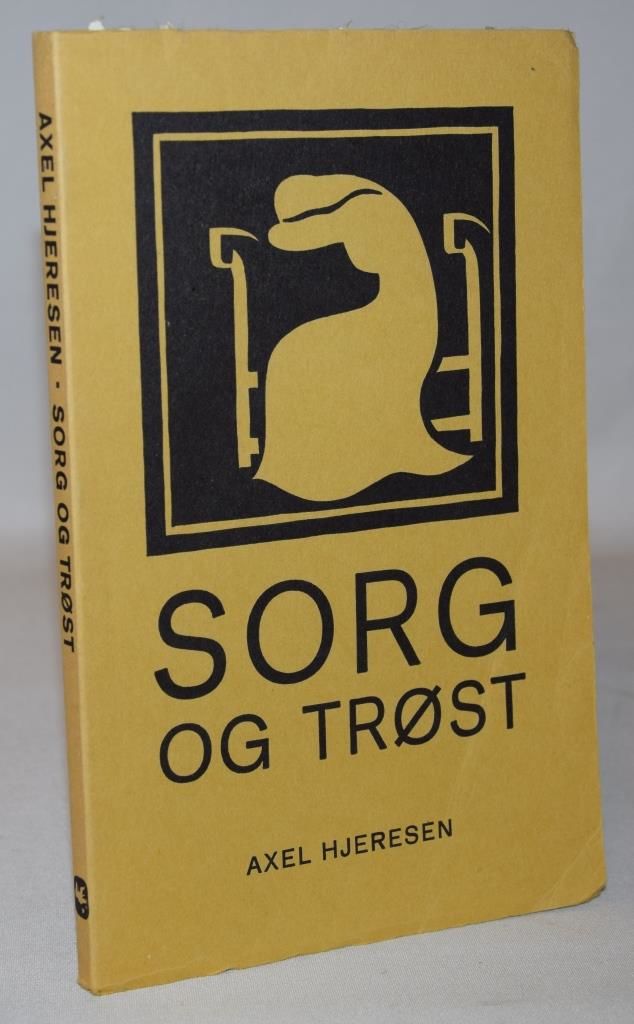 AXEL HJERESEN · SORG OG TRØST
SORG
OG TRØST
AXEL HJERESEN